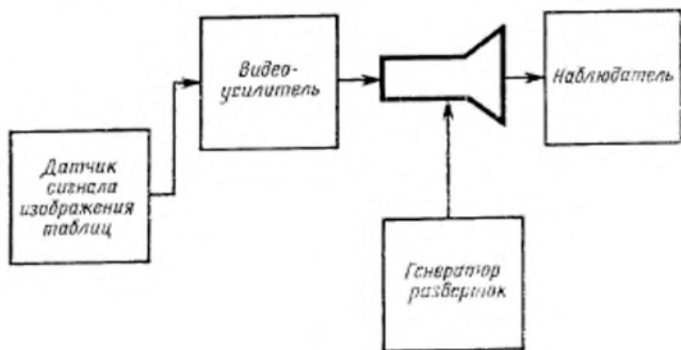 Видео-
усилитель
Наблюдатель
Датчик
сигнала
изображения
таблиц
Генератор
разверток